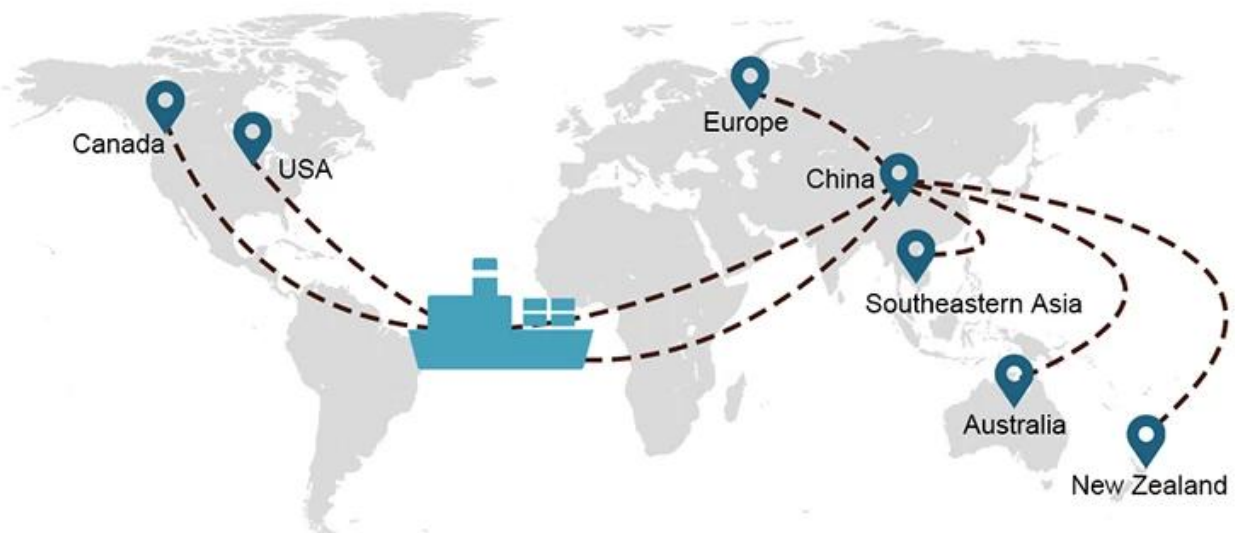 Canada
USA
Europe
China
Southeastern Asia
Australia
New Zealand